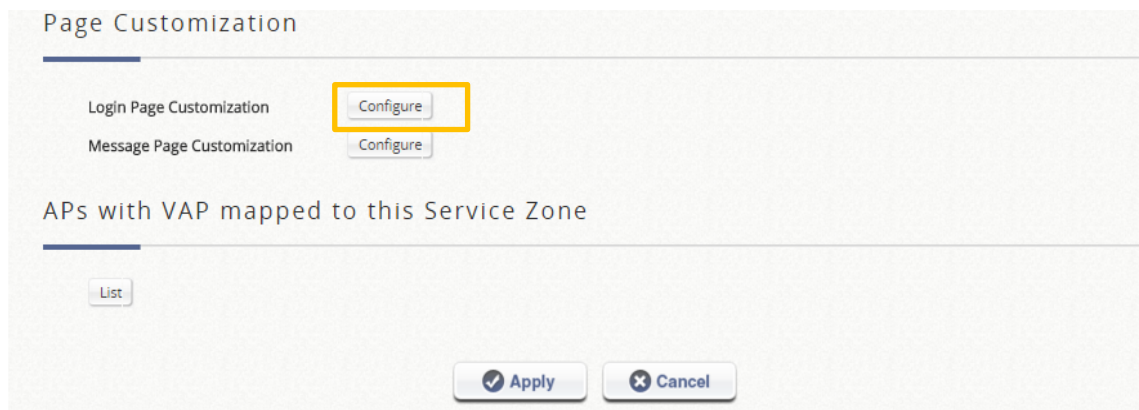 Page Customization
Login Page Customization Configure
Message Page Customization Configure
APs with VAP mapped to this Service Zone
List
Apply Cancel